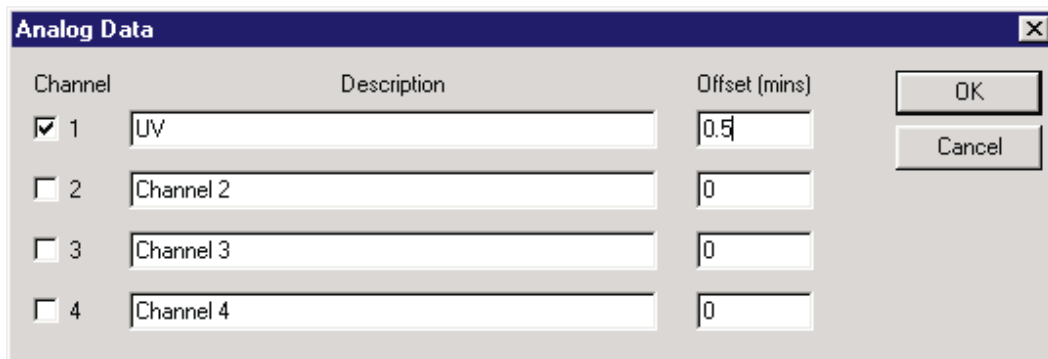 Analog Data
Channel Description Offset (mins)
OK
1 UV 0.5
Cancel
2 Channel 2 0
3 Channel 3 0
4 Channel 4 0